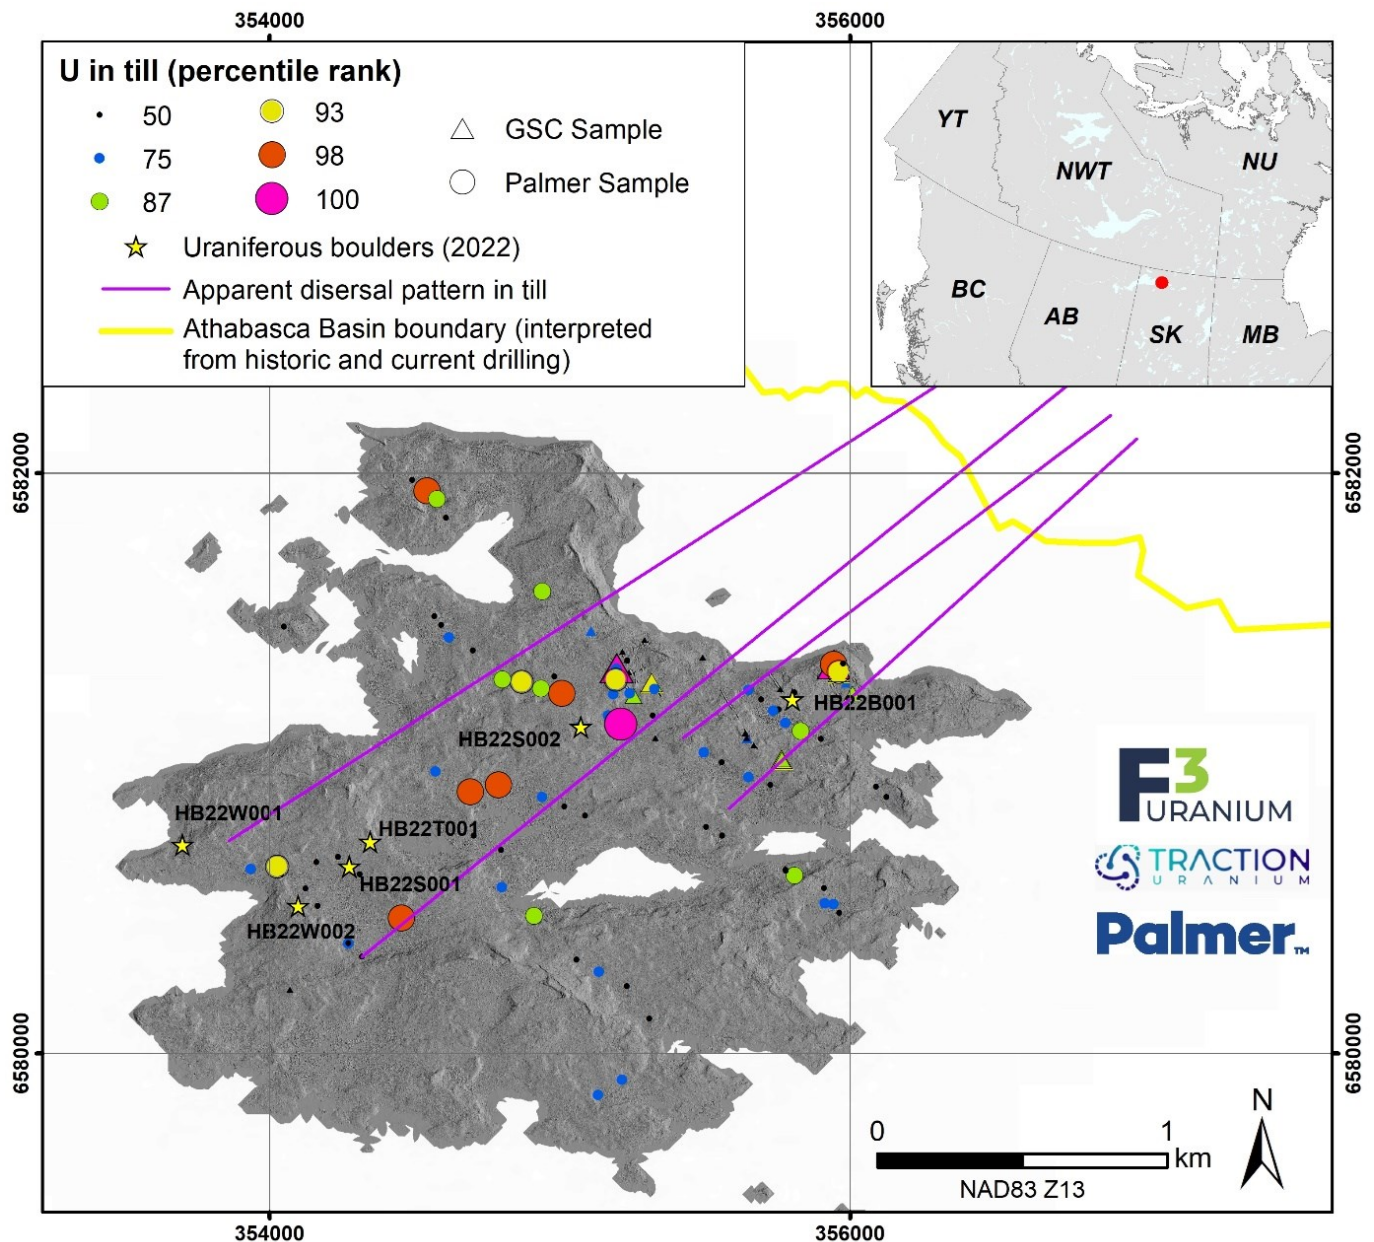 354000
356000
U in till (percentile rank)
50
75
87
93
98
100
GSC Sample
Palmer Sample
Uraniferous boulders (2022)
Apparent disersal pattern in till
Athabasca Basin boundary (interpreted
from historic and current drilling)
YT
NWT
NU
BC
AB
SK
MB
6582000
6582000
HB22B001
HB22S002
HB22W001
HB22T001
HB22S001
HB22W002
F3
URANIUM
TRACTION
URANIUM
Palmer™
6580000
6580000
0
1
km
NAD83 Z13
N
354000
356000